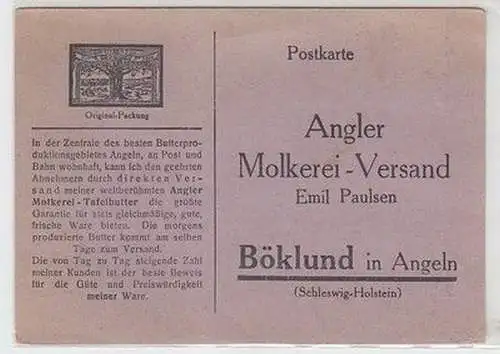 Original-Packung
In der Zentrale des besten Butterpro-
duktionsgebietes Angeln, an Post und
Bahn wohnhaft, kann ich den geehrten
Abnehmern durch direkten Ver-
sand meiner weltberühmten Angler
Molkerei-Tafelbutter die größte
Garantie für stets gleichmäßige, gute,
frische Ware bieten. Die morgens
produzierte Butter kommt am selben
Tage zum Versand.
Die von Tag zu Tag steigende Zahl
meiner Kunden ist der beste Beweis
für die Güte und Preiswürdigkeit
meiner Ware.
Postkarte
Angler
Molkerei-Versand
Emil Paulsen
Böklund in Angeln
(Schleswig-Holstein)